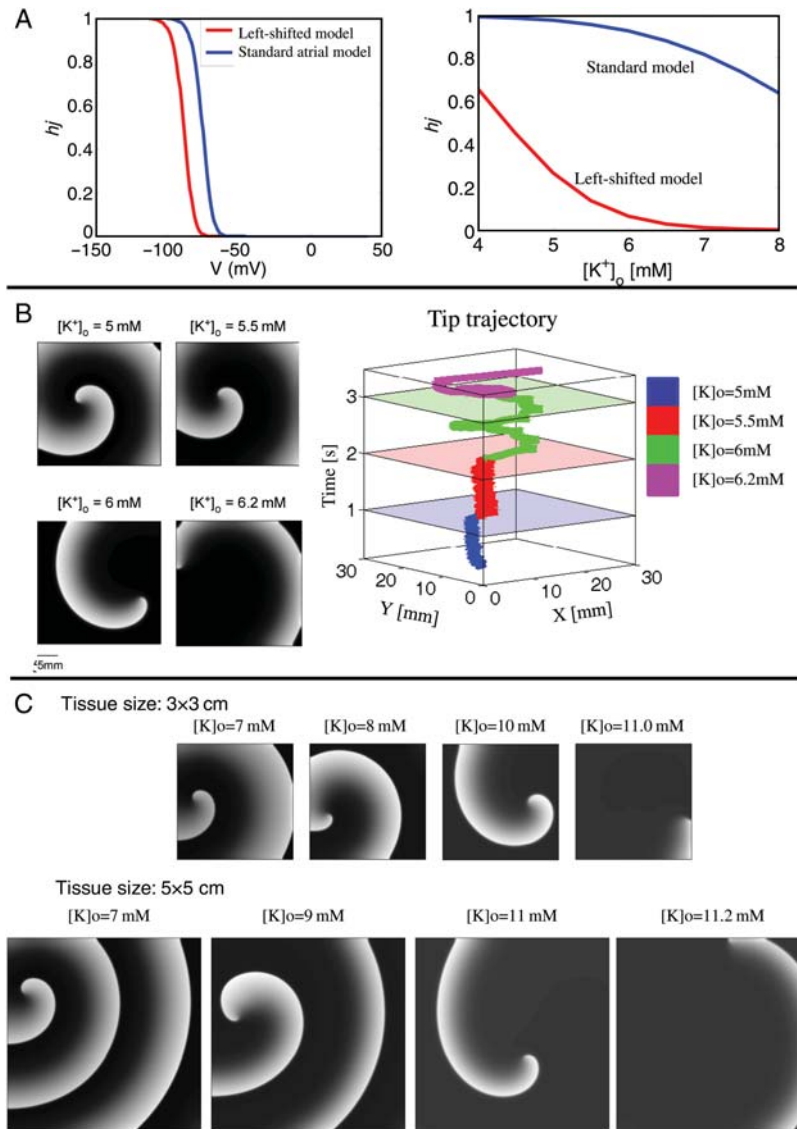 A
Left-shifted model
Standard atrial model
hj
1
0.8
0.6
0.4
0.2
0
−150
−100
−50
0
50
V (mV)
hj
1
0.8
0.6
0.4
0.2
0
Standard model
Left-shifted model
4
5
6
7
8
[K+]o [mM]
B
[K+]o = 5 mM
[K+]o = 5.5 mM
[K+]o = 6 mM
[K+]o = 6.2 mM
5mm
Tip trajectory
Time [s]
3
2
1
30
20
10
0
Y [mm]
0
10
20
30
X [mm]
[K]o=5mM
[K]o=5.5mM
[K]o=6mM
[K]o=6.2mM
C
Tissue size: 3×3 cm
[K]o=7 mM
[K]o=8 mM
[K]o=10 mM
[K]o=11.0 mM
Tissue size: 5×5 cm
[K]o=7 mM
[K]o=9 mM
[K]o=11 mM
[K]o=11.2 mM